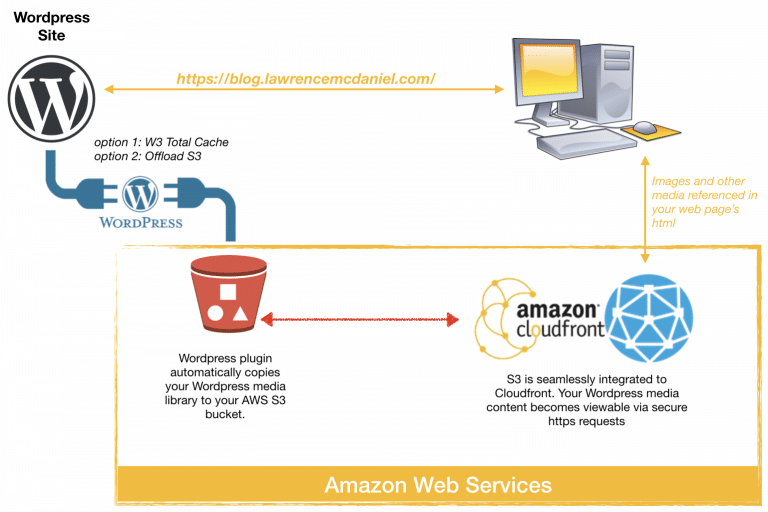 Wordpress
Site
https://blog.lawrencemcdaniel.com/
option 1: W3 Total Cache
option 2: Offload S3
WORDPRESS
Images and other
media referenced in
your web page's
html
amazon
cloudfront
Wordpress plugin
automatically copies
your Wordpress media
library to your AWS S3
bucket.
S3 is seamlessly integrated to
Cloudfront. Your Wordpress media
content becomes viewable via secure
https requests
Amazon Web Services